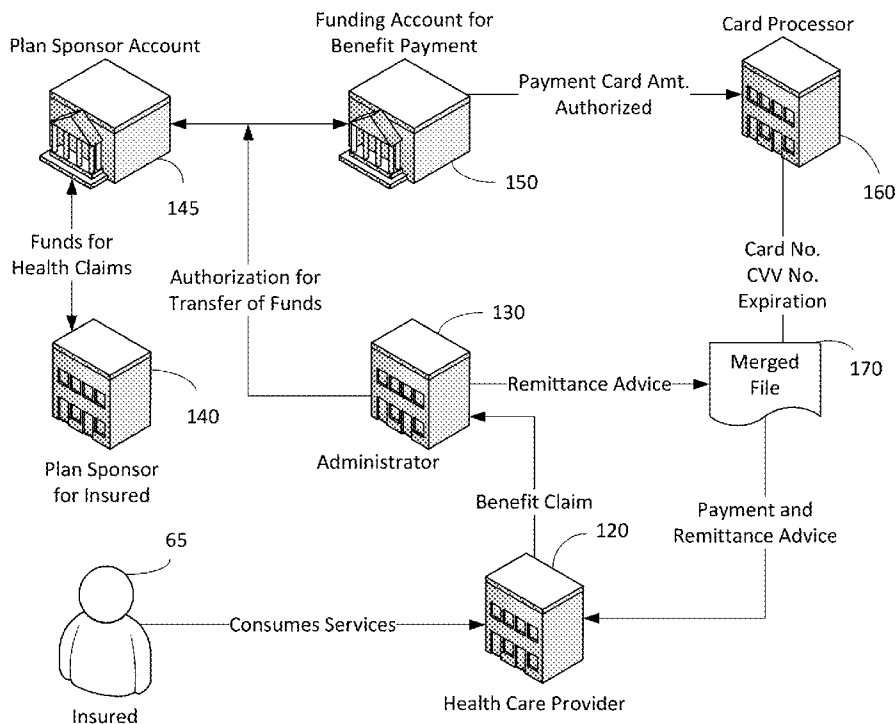 Plan Sponsor Account
Funding Account for
Benefit Payment
Card Processor
Payment Card Amt.
Authorized
145
150
160
Funds for
Health Claims
Authorization for
Transfer of Funds
Card No.
CVV No.
Expiration
130
170
140
Remittance Advice
Merged
File
Plan Sponsor
for Insured
Administrator
Benefit Claim
Payment and
Remittance Advice
65
120
Consumes Services
Insured
Health Care Provider